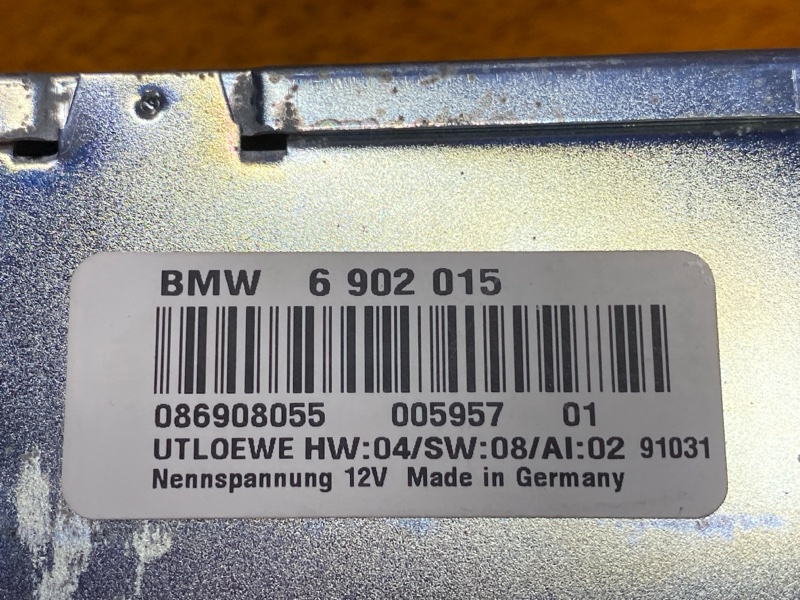 BMW 6 902 015
086908055 005957 01
UTLOEWE HW:04/SW:08/AI:02 91031
Nennspannung 12V Made in Germany